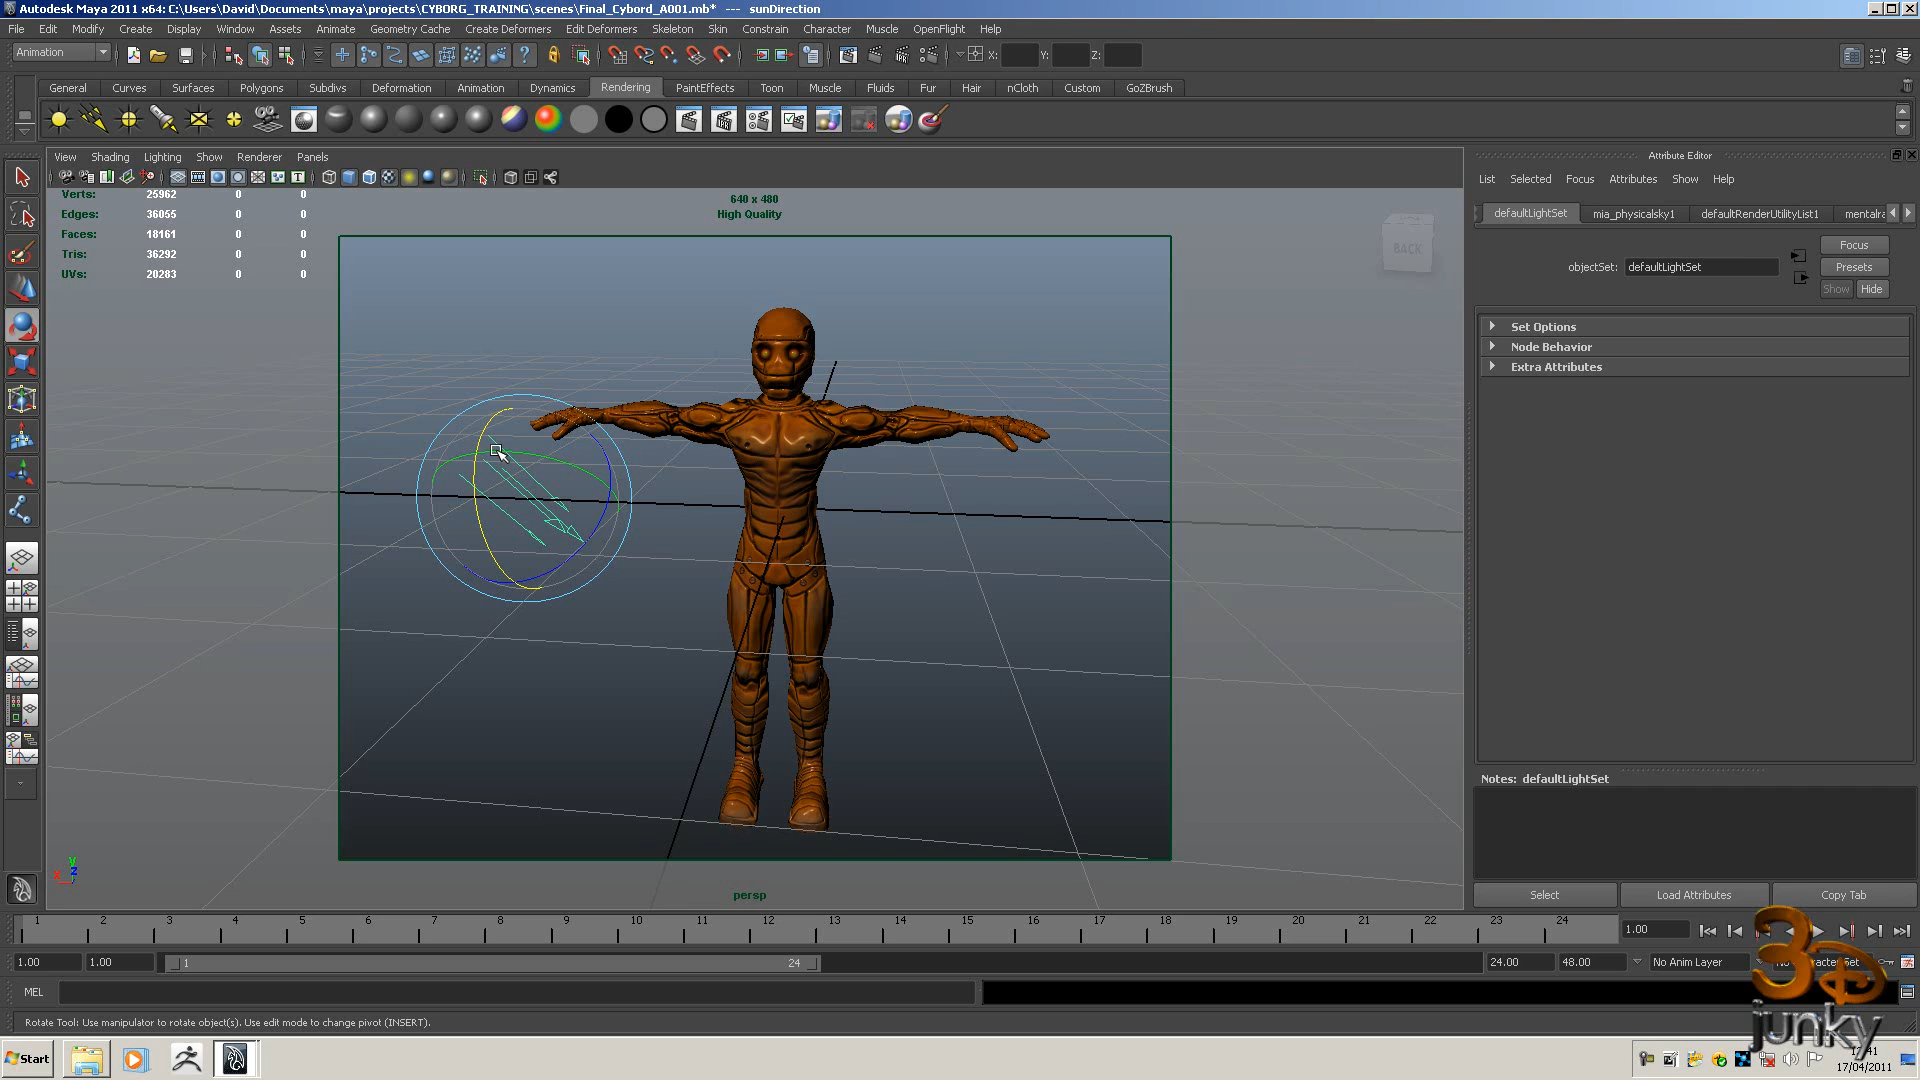 Autodesk Maya 2011 x64: C:\Users\David\Documents\maya\projects\CYBORG_TRAINING\scenes\Final_Cybord_A001.mb* --- sunDirection
File Edit Modify Create Display Window Assets Animate Geometry Cache Create Deformers Edit Deformers Skeleton Skin Constrain Character Muscle OpenFlight Help
Animation X: Y: Z:
General Curves Surfaces Polygons Subdivs Deformation Animation Dynamics Rendering PaintEffects Toon Muscle Fluids Fur Hair nCloth Custom GoZBrush
View Shading Lighting Show Renderer Panels
Attribute Editor
List Selected Focus Attributes Show Help
Verts: 25962 0 0
Edges: 36055 0 0
Faces: 18161 0 0
Tris: 36292 0 0
UVs: 20283 0 0
640 x 480
High Quality
BACK
defaultLightSet mia_physicalsky1 defaultRenderUtilityList1 mentalra
objectSet: defaultLightSet
Focus
Presets
Show Hide
Set Options
Node Behavior
Extra Attributes
Notes: defaultLightSet
Select Load Attributes Copy Tab
y
x z
persp
1 2 3 4 5 6 7 8 9 10 11 12 13 14 15 16 17 18 19 20 21 22 23 24
1.00
1.00 1.00 1 24 24.00 48.00 No Anim Layer
MEL
Rotate Tool: Use manipulator to rotate object(s). Use edit mode to change pivot (INSERT).
3D
junky
Start
17/04/2011